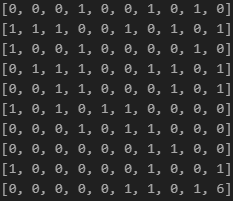 [0, 0, 0, 1, 0, 0, 1, 0, 1, 0]
[1, 1, 1, 0, 0, 1, 0, 1, 0, 1]
[1, 0, 0, 1, 0, 0, 0, 0, 1, 0]
[0, 1, 1, 1, 0, 0, 1, 1, 0, 1]
[0, 0, 1, 1, 0, 0, 0, 1, 0, 1]
[1, 0, 1, 0, 1, 1, 0, 0, 0, 0]
[0, 0, 0, 1, 0, 1, 1, 0, 0, 0]
[0, 0, 0, 0, 0, 0, 1, 1, 0, 0]
[1, 0, 0, 0, 0, 0, 1, 0, 0, 1]
[0, 0, 0, 0, 0, 1, 1, 0, 1, 6]